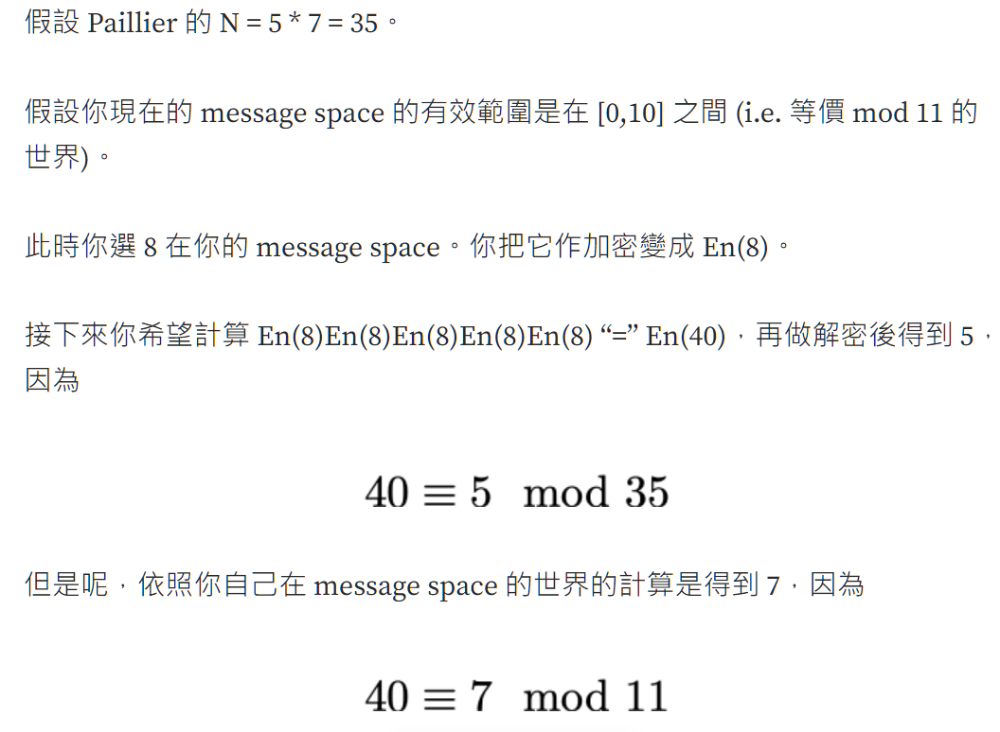 假設 Paillier 的 N = 5 * 7 = 35。
假設你現在的 message space 的有效範圍是在 [0,10] 之間 (i.e. 等價 mod 11 的
世界)。
此時你選 8 在你的 message space。你把它作加密變成 En(8)。
接下來你希望計算 En(8)En(8)En(8)En(8)En(8) “=” En(40)，再做解密後得到 5，
因為
40 ≡ 5 mod 35
但是呢，依照你自己在 message space 的世界的計算是得到 7，因為
40 ≡ 7 mod 11